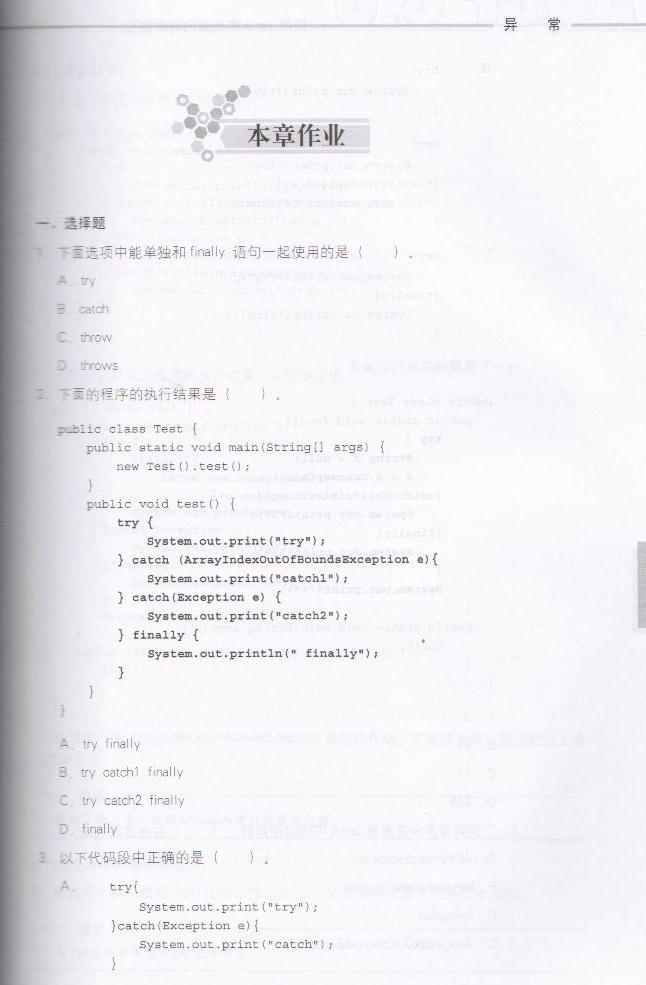 异 常
本章作业
一、选择题
1. 下面选项中能单独和 finally 语句一起使用的是（ ）。
A. try
B. catch
C. throw
D. throws
2. 下面的程序的执行结果是（ ）。
public class Test {
public static void main(String[] args) {
new Test().test();
}
public void test() {
try {
System.out.print("try");
} catch (ArrayIndexOutOfBoundsException e){
System.out.print("catch1");
} catch(Exception e) {
System.out.print("catch2");
} finally {
System.out.println(" finally");
}
}
}
A. try finally
B. try catch1 finally
C. try catch2 finally
D. finally
3. 以下代码段中正确的是（ ）。
A. try{
System.out.print("try");
}catch(Exception e){
System.out.print("catch");
}